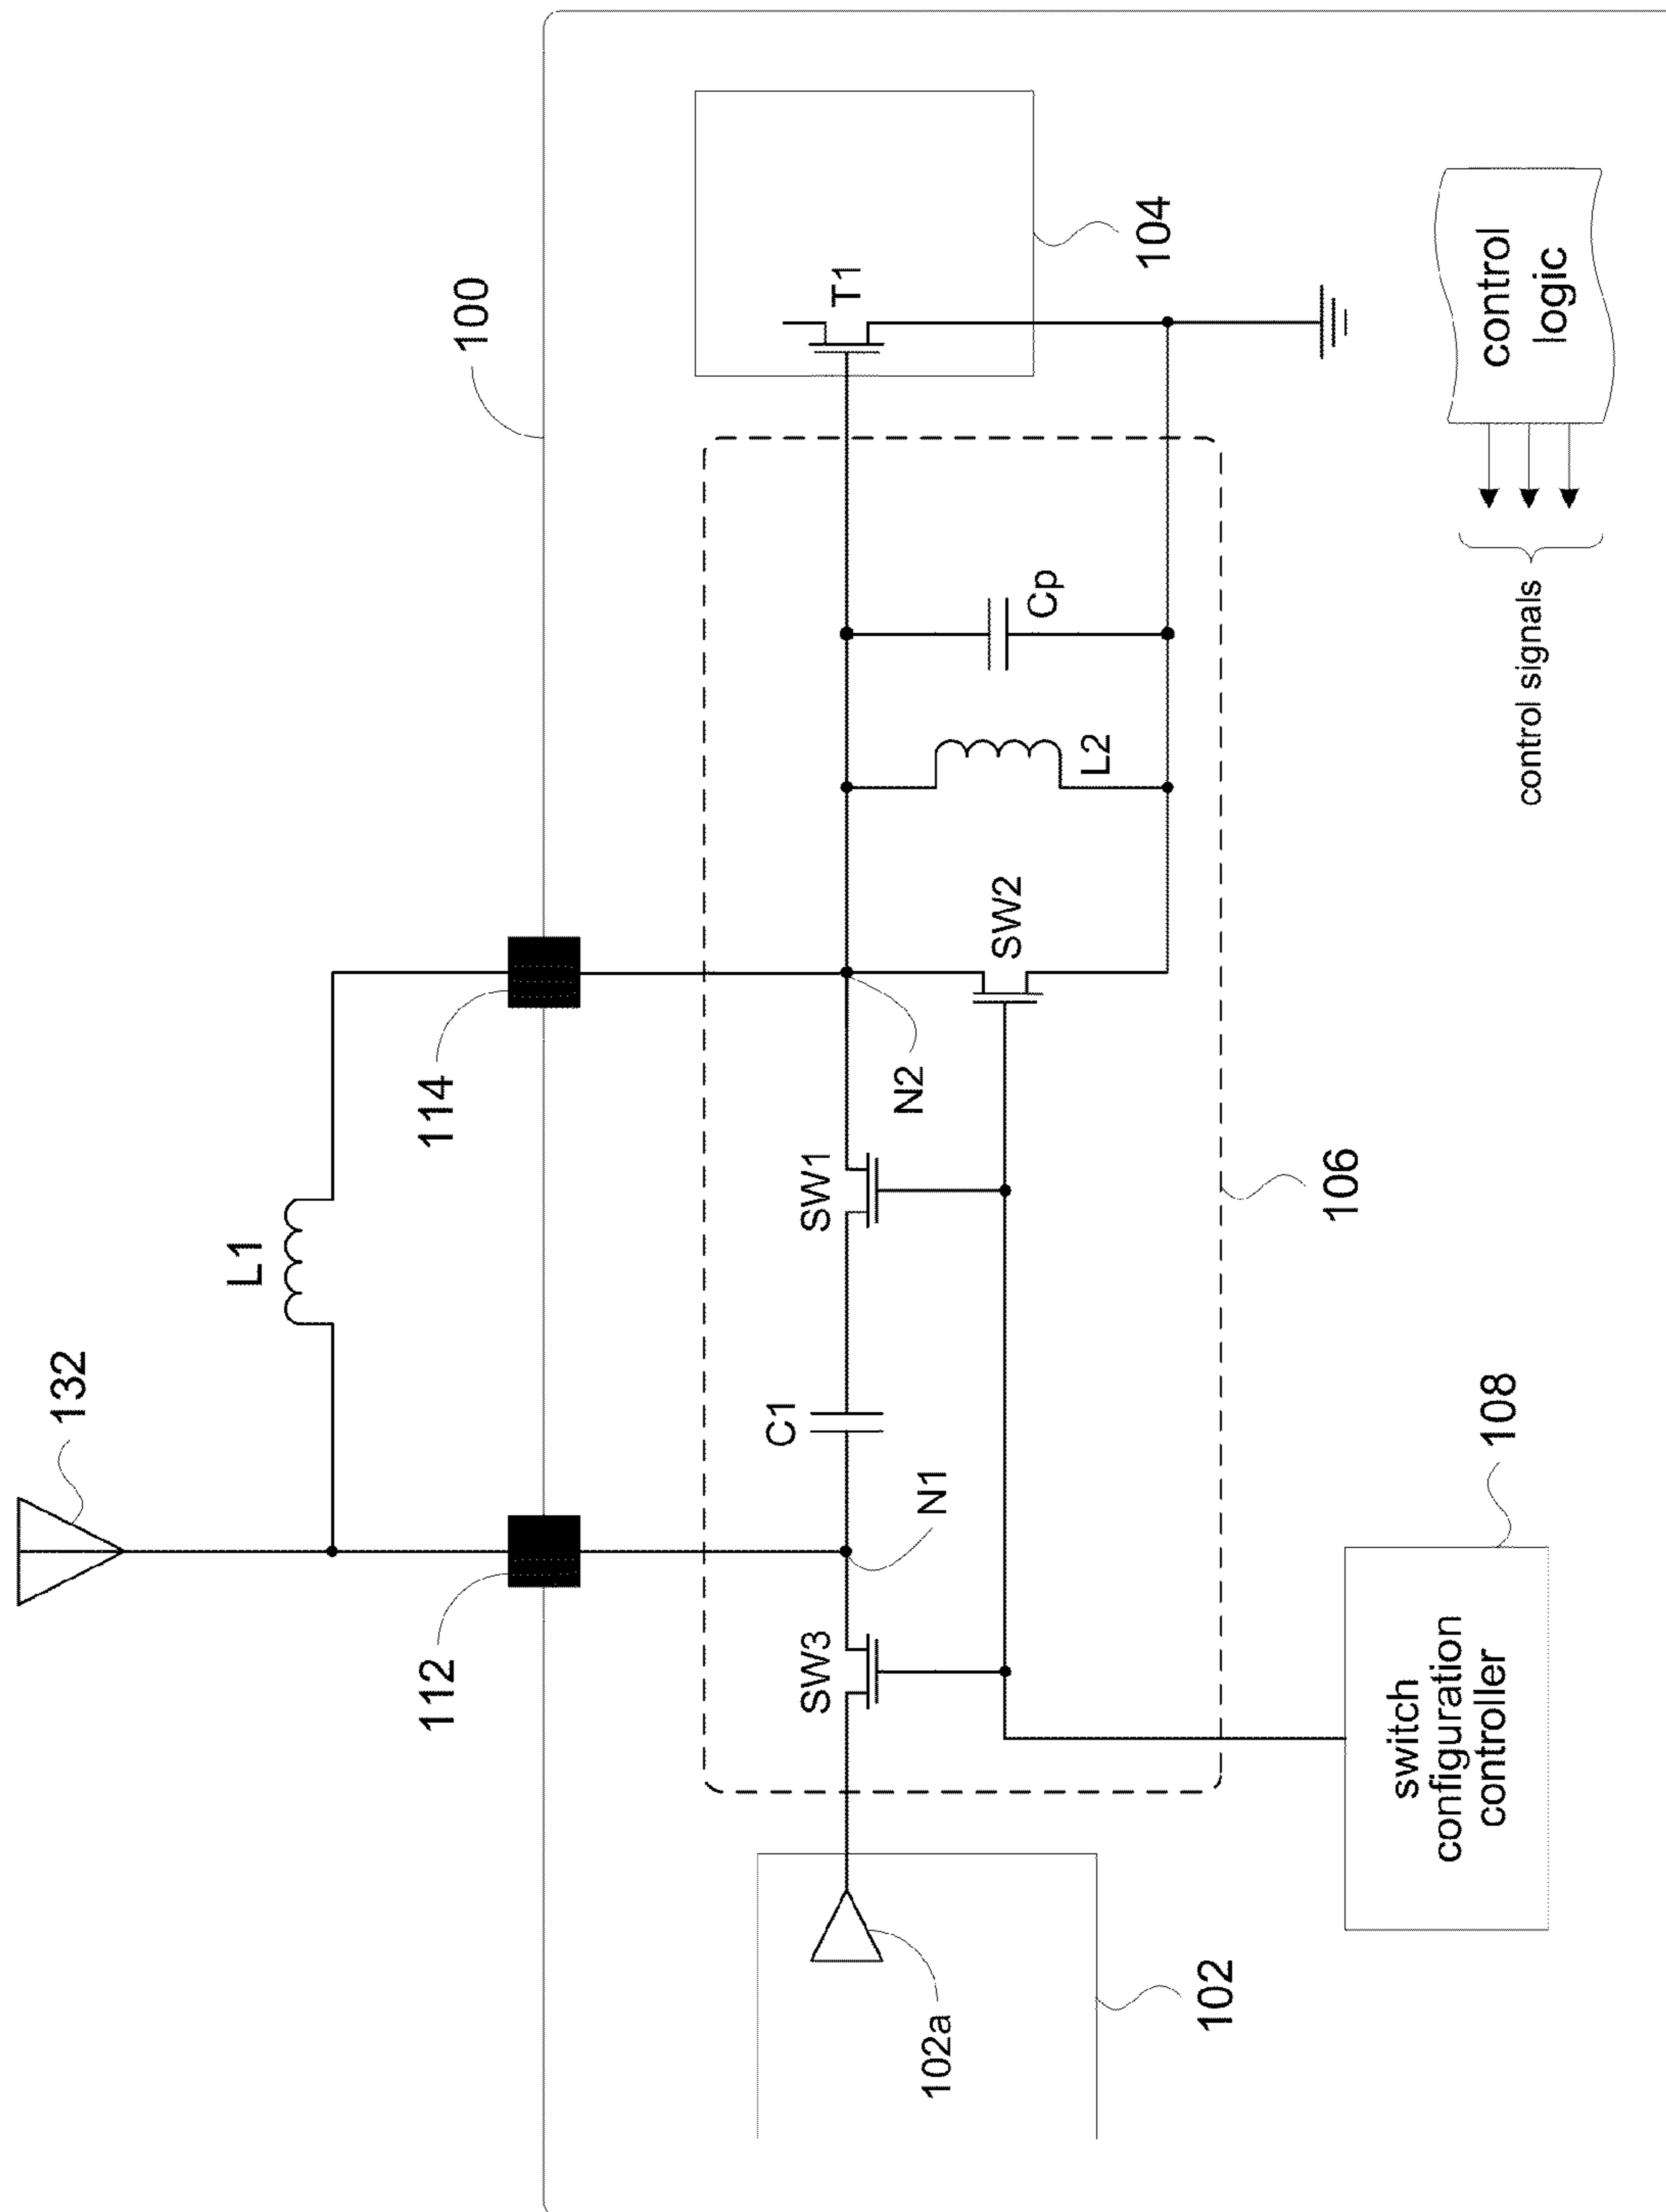 132
L1
100
112
114
SW3
N1
C1
SW1
N2
SW2
L2
Cp
T1
104
102a
102
106
switch
configuration
controller
108
control signals
control
logic